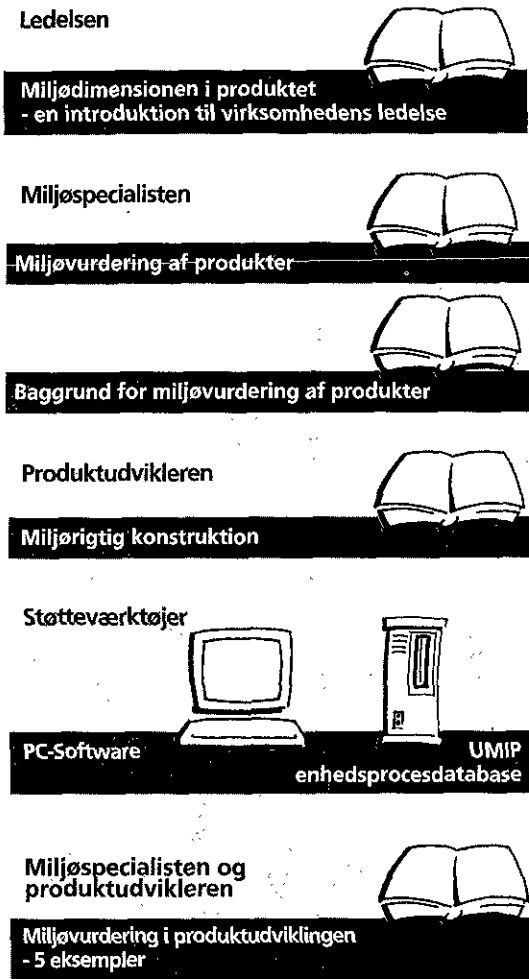 Ledelsen
Miljødimensionen i produktet
- en introduktion til virksomhedens ledelse
Miljøspecialisten
Miljøvurdering af produkter
Baggrund for miljøvurdering af produkter
Produktudvikleren
Miljørigtig konstruktion
Støtteværktøjer
PC-Software
UMIP
enhedsprocesdatabase
Miljøspecialisten og
produktudvikleren
Miljøvurdering i produktudviklingen
- 5 eksempler